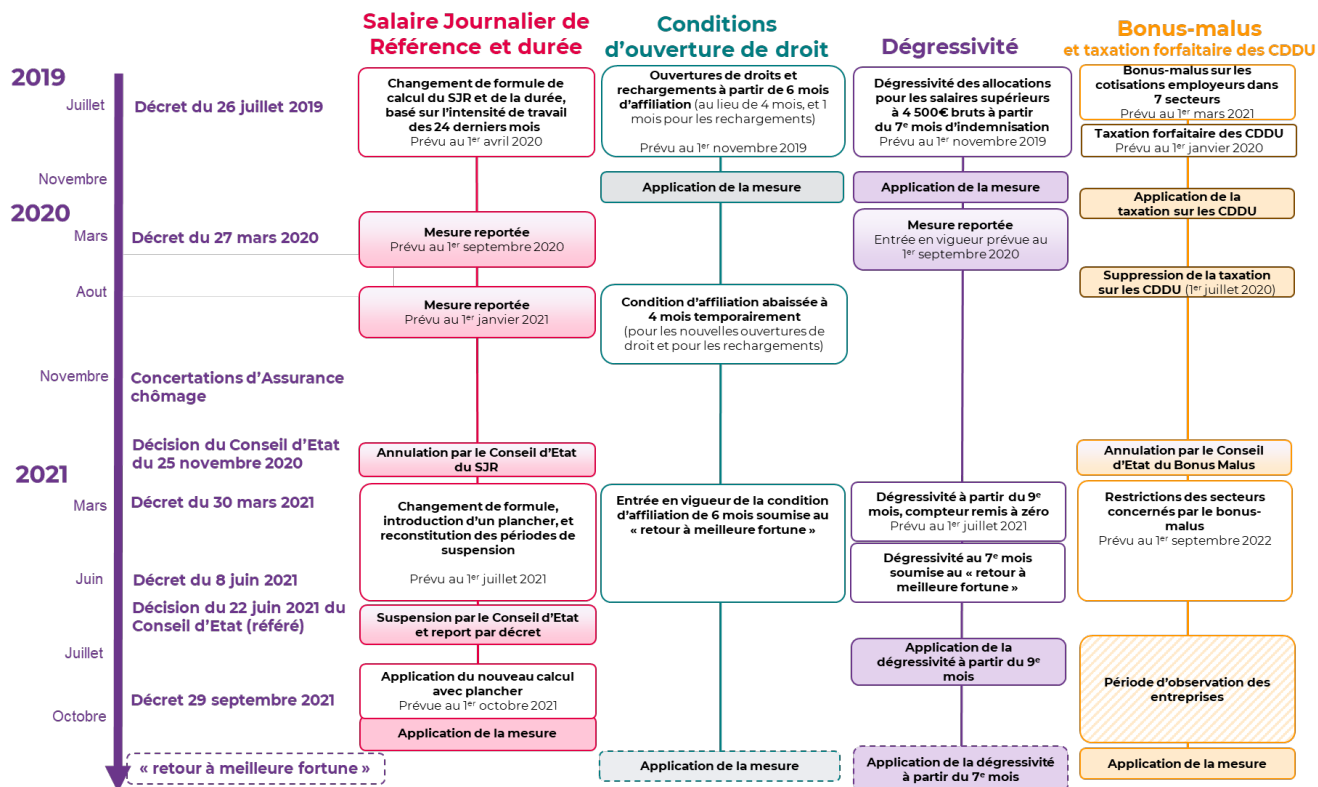 Salaire Journalier de
Référence et durée
Conditions
d'ouverture de droit
Dégressivité
Bonus-malus
et taxation forfaitaire des CDDU
2019
Juillet
Décret du 26 juillet 2019
Changement de formule de
calcul du SJR et de la durée,
basé sur l'intensité de travail
des 24 derniers mois
Prévu au 1er avril 2020
Ouvertures de droits et
rechargements à partir de 6 mois
d'affiliation (au lieu de 4 mois, et 1
mois pour les rechargements)
Prévu au 1er novembre 2019
Dégressivité des allocations
pour les salaires supérieurs
à 4 500€ bruts à partir
du 7e mois d'indemnisation
Prévu au 1er novembre 2019
Bonus-malus sur les
cotisations employeurs dans
7 secteurs
Prévu au 1er mars 2021
Taxation forfaitaire des CDDU
Prévu au 1er janvier 2020
Novembre
Application de la mesure
Application de la mesure
Application de la
taxation sur les CDDU
2020
Mars
Décret du 27 mars 2020
Mesure reportée
Prévu au 1er septembre 2020
Mesure reportée
Entrée en vigueur prévue au
1er septembre 2020
Suppression de la taxation
sur les CDDU (1er juillet 2020)
Aout
Mesure reportée
Prévu au 1er janvier 2021
Condition d'affiliation abaissée à
4 mois temporairement
(pour les nouvelles ouvertures de
droit et pour les rechargements)
Novembre
Concertations d'Assurance
chômage
Décision du Conseil d'Etat
du 25 novembre 2020
Annulation par le Conseil d'Etat
du SJR
Annulation par le Conseil
d'Etat du Bonus Malus
2021
Mars
Décret du 30 mars 2021
Changement de formule,
introduction d'un plancher, et
reconstitution des périodes de
suspension
Prévu au 1er juillet 2021
Entrée en vigueur de la condition
d'affiliation de 6 mois soumise au
« retour à meilleure fortune »
Dégressivité à partir du 9e
mois, compteur remis à zéro
Prévu au 1er juillet 2021
Dégressivité au 7e mois
soumise au « retour à
meilleure fortune »
Restrictions des secteurs
concernés par le bonus-
malus
Prévu au 1er septembre 2022
Juin
Décret du 8 juin 2021
Décision du 22 juin 2021 du
Conseil d'Etat (référé)
Suspension par le Conseil d'Etat
et report par décret
Juillet
Application de la
dégressivité à partir du 9e
mois
Période d'observation des
entreprises
Décret 29 septembre 2021
Application du nouveau calcul
avec plancher
Prévue au 1er octobre 2021
Octobre
Application de la mesure
« retour à meilleure fortune »
Application de la mesure
Application de la dégressivité
à partir du 7e mois
Application de la mesure